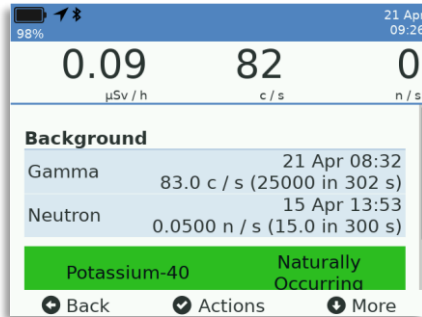 98%
21 Apr
09:26
0.09 82 0
µSv / h c / s n / s
Background
Gamma 21 Apr 08:32
83.0 c / s (25000 in 302 s)
Neutron 15 Apr 13:53
0.0500 n / s (15.0 in 300 s)
Potassium-40 Naturally
Occurring
Back Actions More